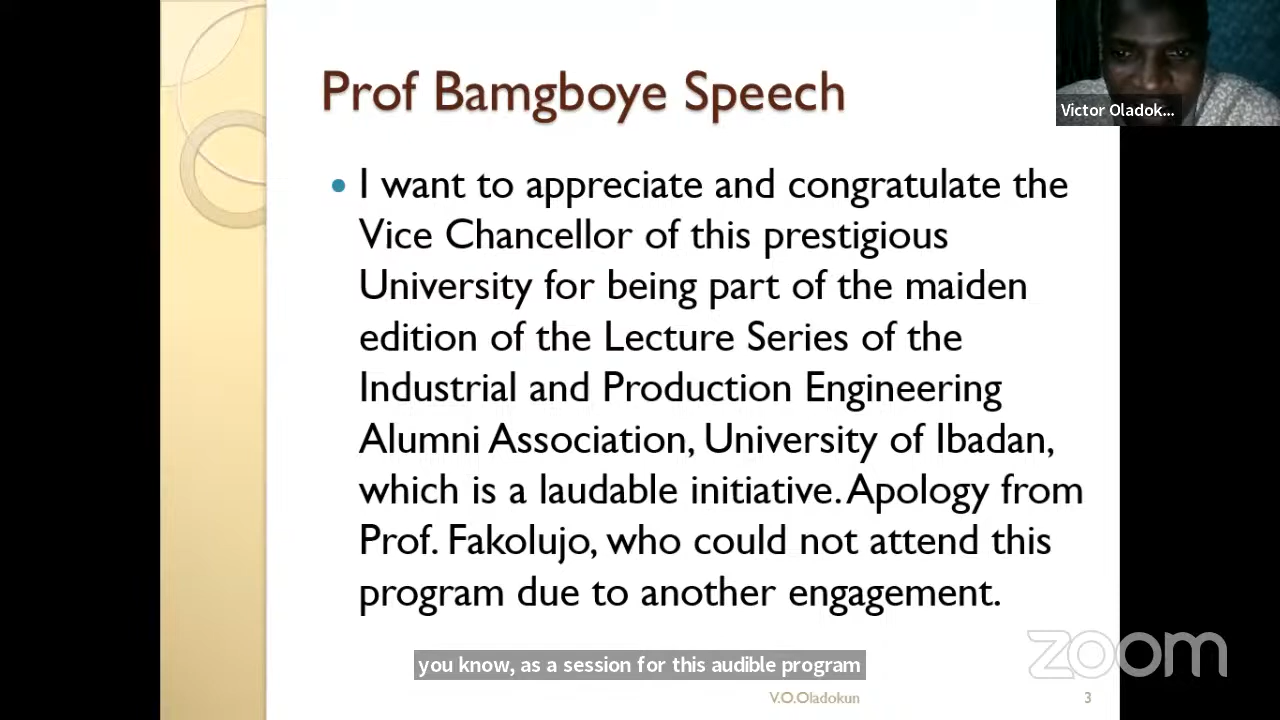 Prof Bamgboye Speech
Victor Oladok...
• I want to appreciate and congratulate the
Vice Chancellor of this prestigious
University for being part of the maiden
edition of the Lecture Series of the
Industrial and Production Engineering
Alumni Association, University of Ibadan,
which is a laudable initiative. Apology from
Prof. Fakolujo, who could not attend this
program due to another engagement.
zoom
you know, as a session for this audible program
V.O.Oladokun
3